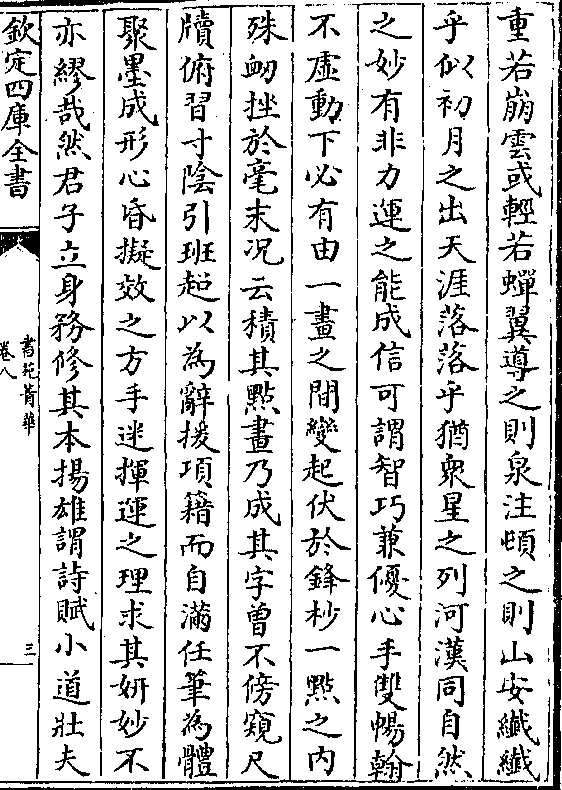 重若崩雲或輕若蟬翼導之則泉注頓之則山安纖纖
乎似初月之出天涯落落乎猶衆星之列河漢同自然
之妙有非力運之能成信可謂智巧兼優心手雙暢翰
不虛動下必有由一畫之間變起伏於鋒杪一㸃之内
殊衂挫於毫末况云積其㸃畫乃成其字曾不傍窺尺
牘俯習寸隂引班超以為辭援項籍而自滿任筆為體
聚墨成形心昏擬效之方手迷揮運之理求其妍妙不
亦繆哉然君子立身務修其本揚雄謂詩賦小道壯夫
欽定四庫全書
書苑菁華
卷八
三